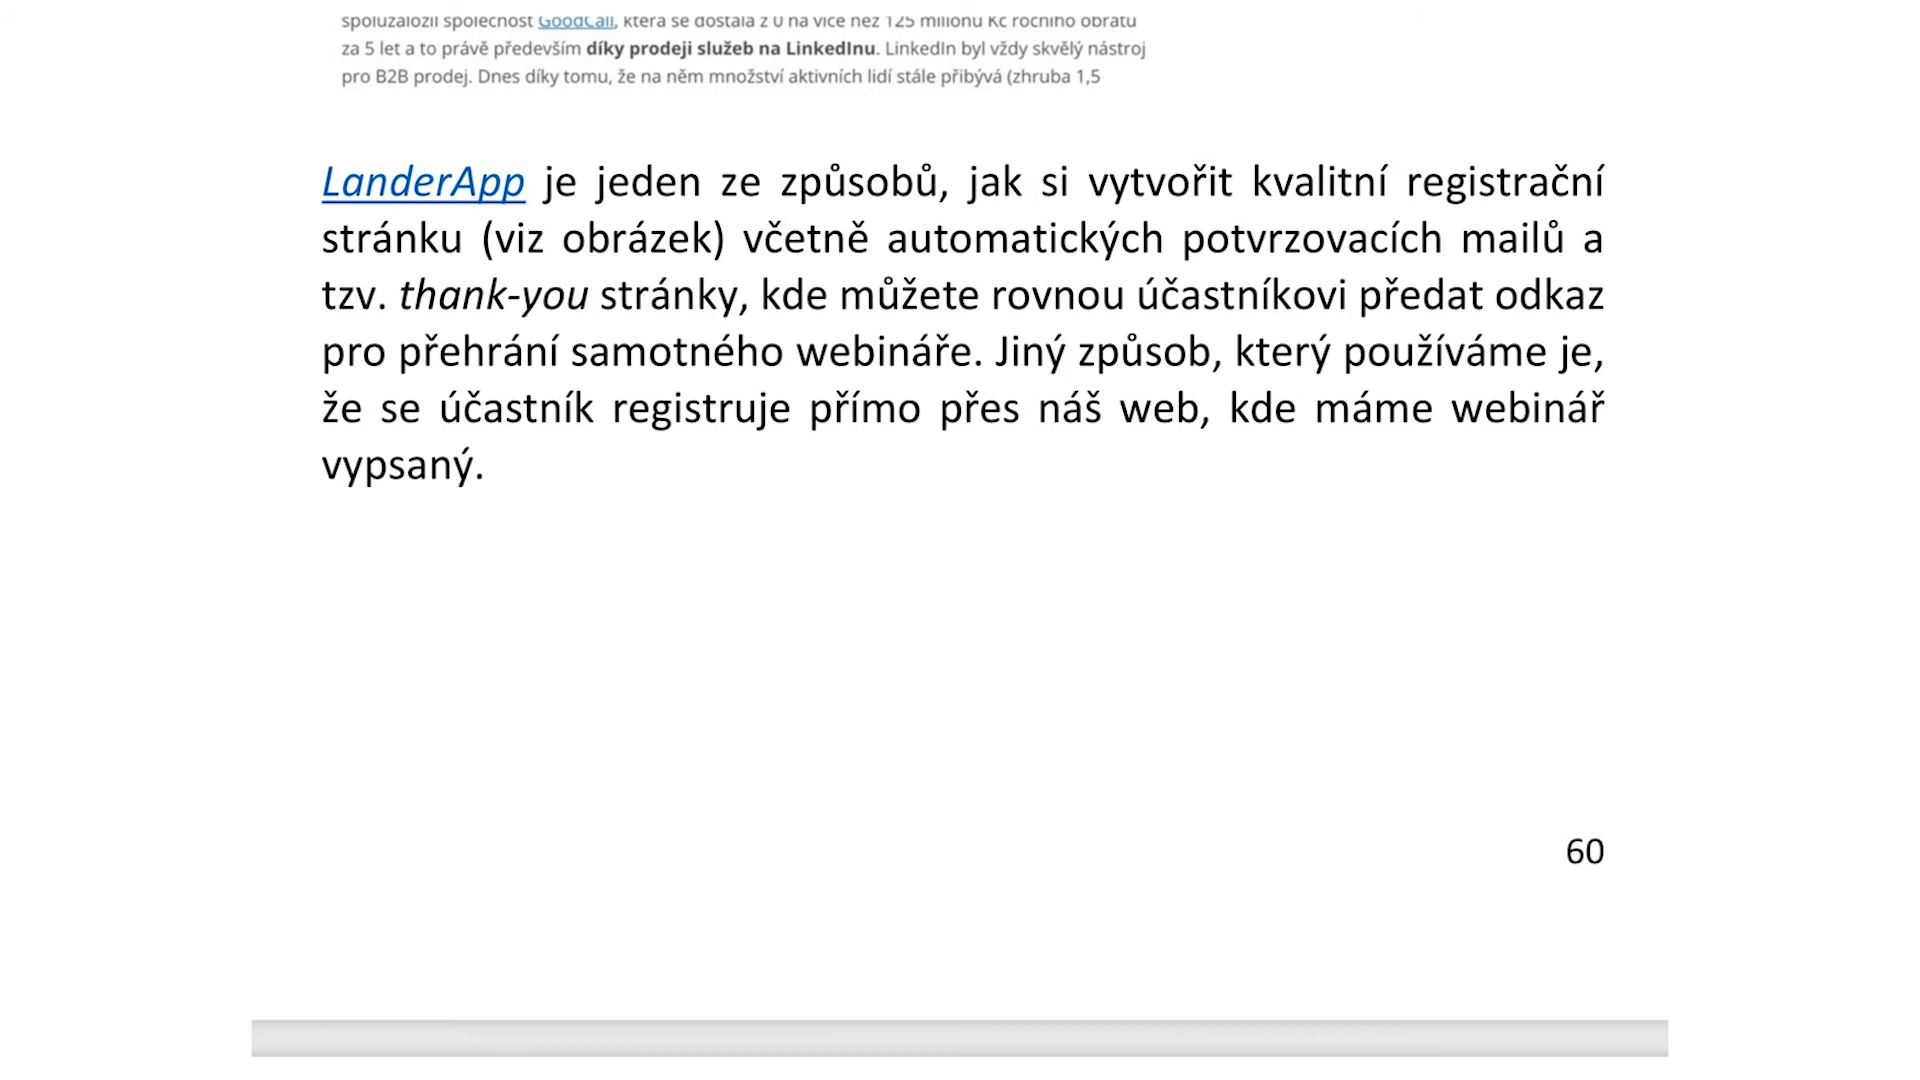 spoluzaložil společnost GoodCall, která se dostala z 0 na více než 125 milionů Kč ročního obratu
za 5 let a to právě především díky prodeji služeb na LinkedInu. LinkedIn byl vždy skvělý nástroj
pro B2B prodej. Dnes díky tomu, že na něm množství aktivních lidí stále přibývá (zhruba 1,5
LanderApp je jeden ze způsobů, jak si vytvořit kvalitní registrační
stránku (viz obrázek) včetně automatických potvrzovacích mailů a
tzv. thank-you stránky, kde můžete rovnou účastníkovi předat odkaz
pro přehrání samotného webináře. Jiný způsob, který používáme je,
že se účastník registruje přímo přes náš web, kde máme webinář
vypsaný.
60